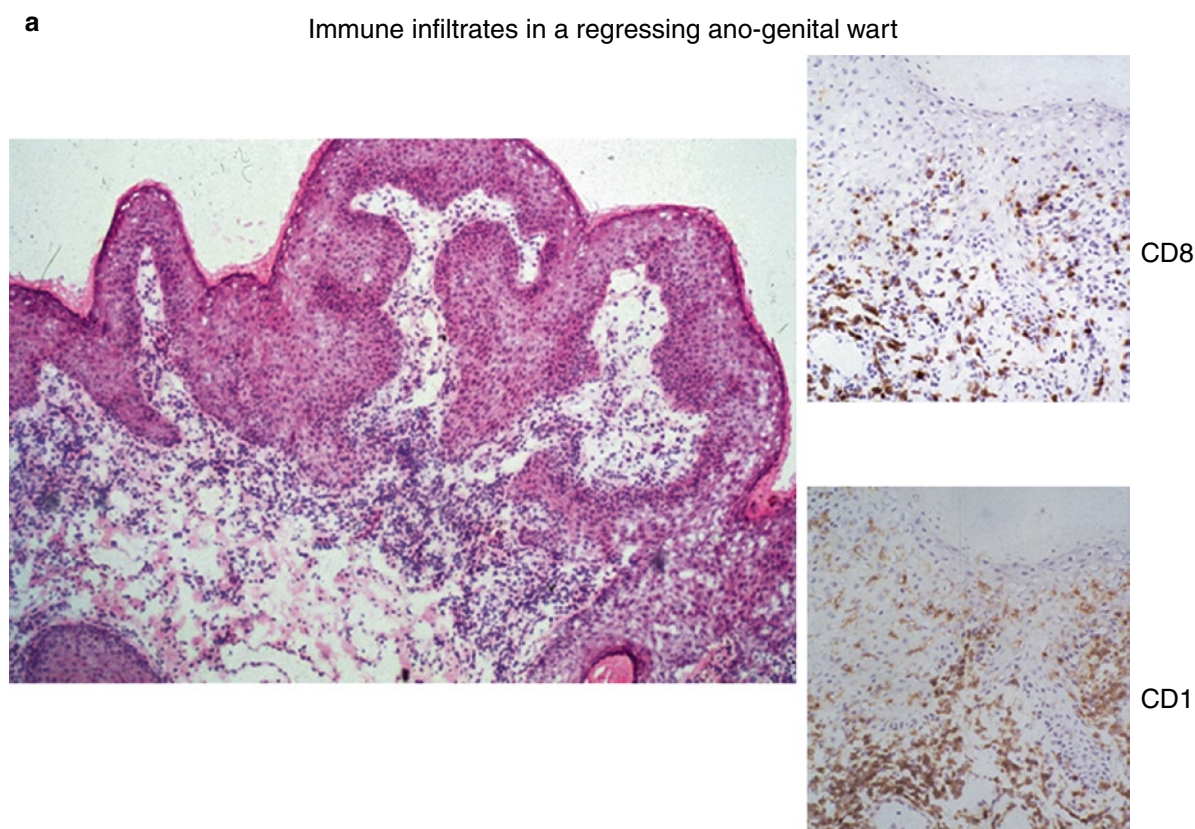 a
Immune infiltrates in a regressing ano-genital wart
CD8
CD1